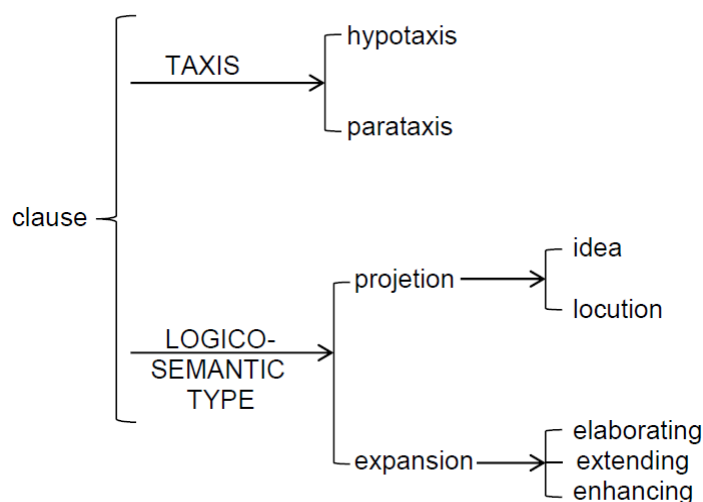 hypotaxis
TAXIS
parataxis
clause
idea
projetion
locution
LOGICO-
SEMANTIC
TYPE
elaborating
expansion
extending
enhancing